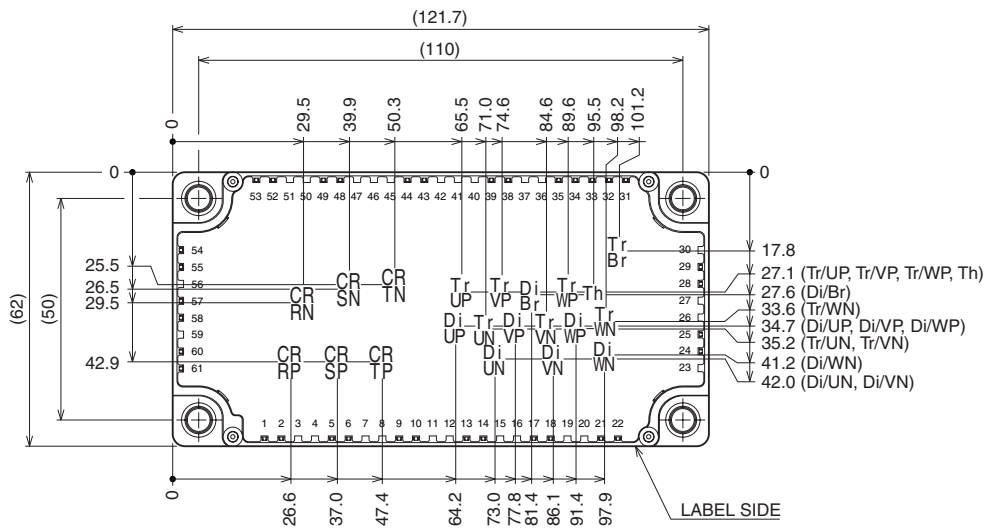 (121.7)
(110)
0 29.5 39.9 50.3 65.5 71.0 74.6 84.6 89.6 95.5 98.2 101.2
0
0
53 52 51 50 49 48 47 46 45 44 43 42 41 40 39 38 37 36 35 34 33 32 31
54
55
56
57
58
59
60
61
30
29
28
27
26
25
24
23
(62)
(50)
25.5
26.5
29.5
42.9
CR RN
CR SN
CR TN
CR RP
CR SP
CR TP
Tr UP
Tr VP
Di Br
Tr WP
Th
Tr Br
Di UP
Tr UN
Di VP
Tr VN
Di WP
Tr WN
Di UN
Di VN
Di WN
17.8
27.1 (Tr/UP, Tr/VP, Tr/WP, Th)
27.6 (Di/Br)
33.6 (Tr/WN)
34.7 (Di/UP, Di/VP, Di/WP)
35.2 (Tr/UN, Tr/VN)
41.2 (Di/WN)
42.0 (Di/UN, Di/VN)
1 2 3 4 5 6 7 8 9 10 11 12 13 14 15 16 17 18 19 20 21 22
0 26.6 37.0 47.4 64.2 73.0 77.8 81.4 86.1 91.4 97.9
LABEL SIDE